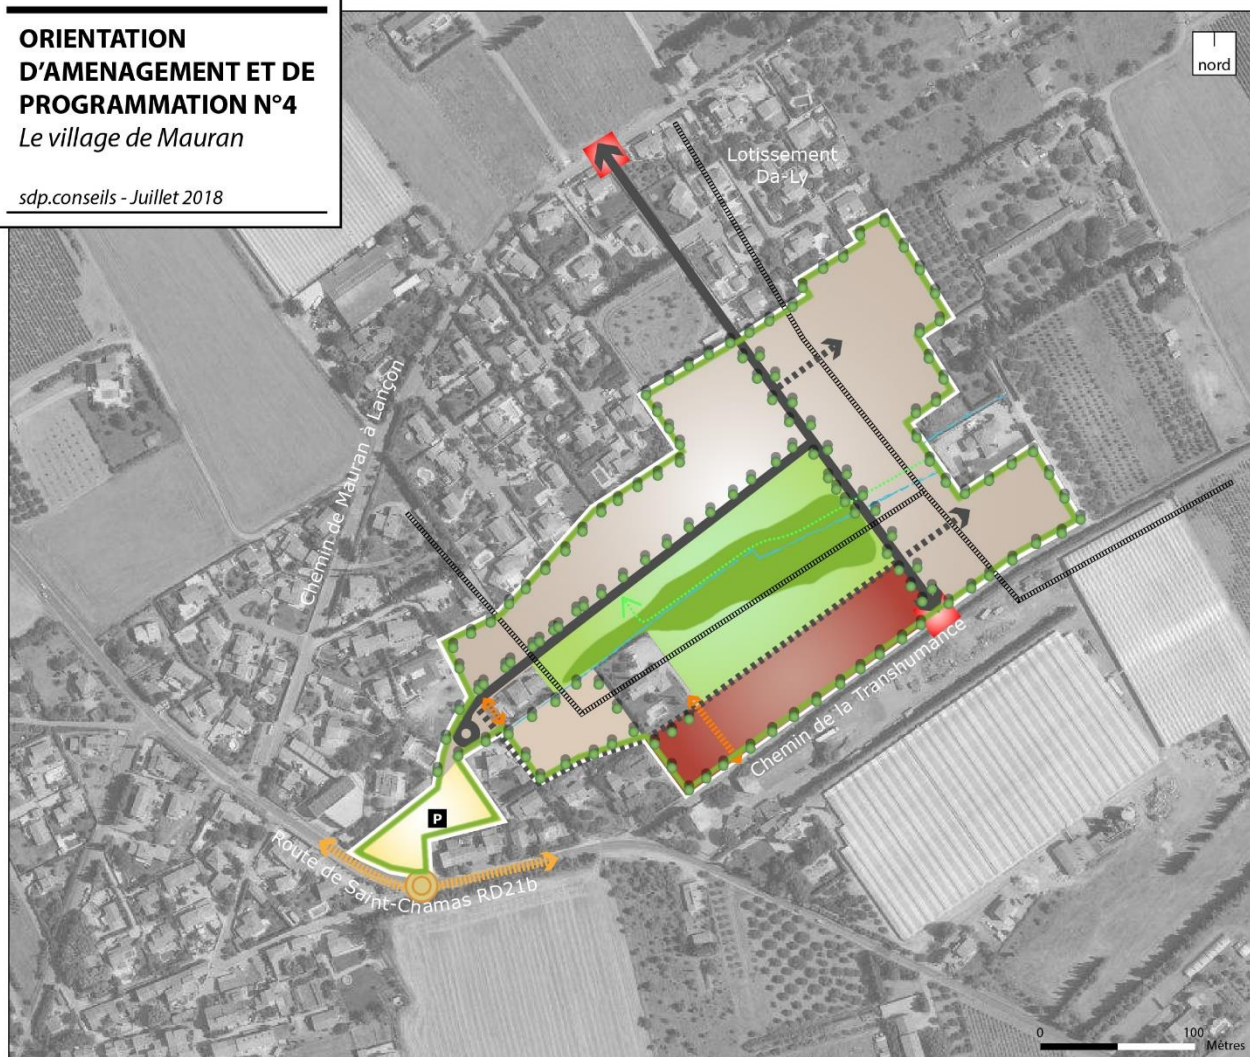 ORIENTATION
D'AMENAGEMENT ET DE
PROGRAMMATION N°4
Le village de Mauran
sdp.conseils - Juillet 2018
nord
Lotissement
Da-Ly
Chemin de Mauran à Lançon
Chemin de la Transhumance
P
Route de Saint-Chamas RD21b
0
100
Mètres